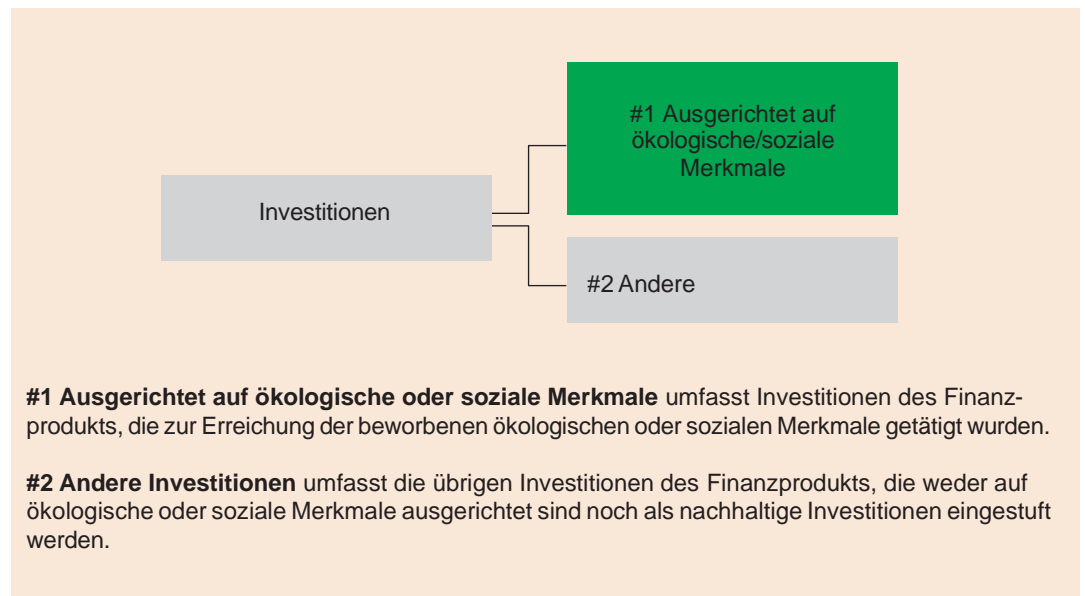 #1 Ausgerichtet auf
ökologische/soziale
Merkmale
Investitionen
#2 Andere
#1 Ausgerichtet auf ökologische oder soziale Merkmale umfasst Investitionen des Finanz-
produkts, die zur Erreichung der beworbenen ökologischen oder sozialen Merkmale getätigt wurden.
#2 Andere Investitionen umfasst die übrigen Investitionen des Finanzprodukts, die weder auf
ökologische oder soziale Merkmale ausgerichtet sind noch als nachhaltige Investitionen eingestuft
werden.